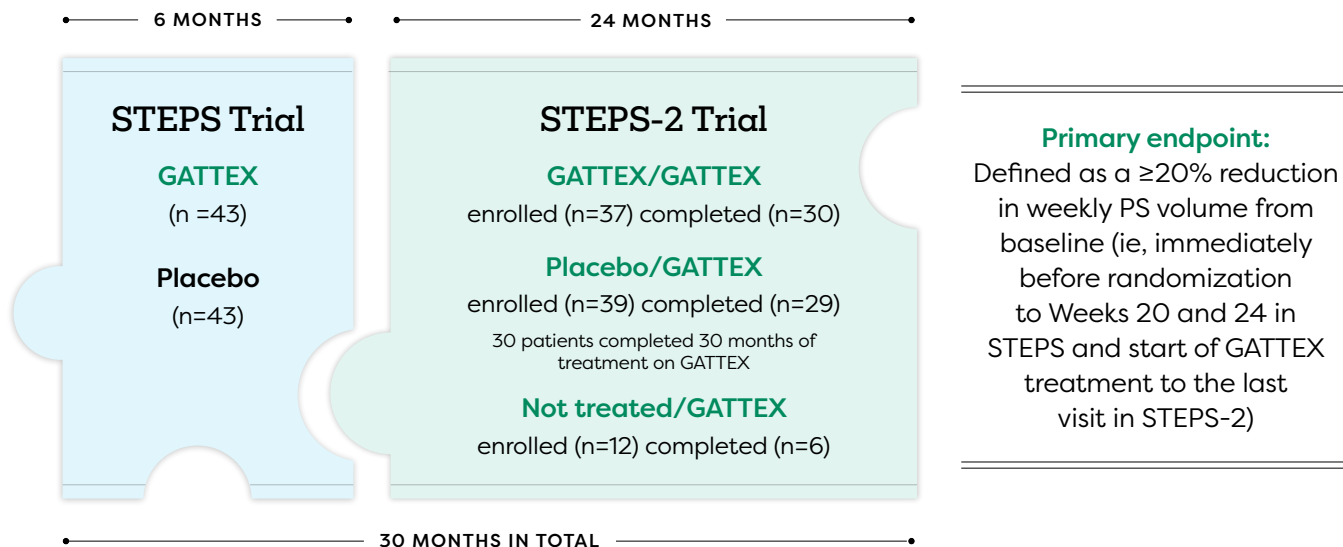 6 MONTHS
24 MONTHS
STEPS Trial
GATTEX
(n =43)
Placebo
(n=43)
STEPS-2 Trial
GATTEX/GATTEX
enrolled (n=37) completed (n=30)
Placebo/GATTEX
enrolled (n=39) completed (n=29)
30 patients completed 30 months of
treatment on GATTEX
Not treated/GATTEX
enrolled (n=12) completed (n=6)
Primary endpoint:
Defined as a ≥20% reduction
in weekly PS volume from
baseline (ie, immediately
before randomization
to Weeks 20 and 24 in
STEPS and start of GATTEX
treatment to the last
visit in STEPS-2)
30 MONTHS IN TOTAL